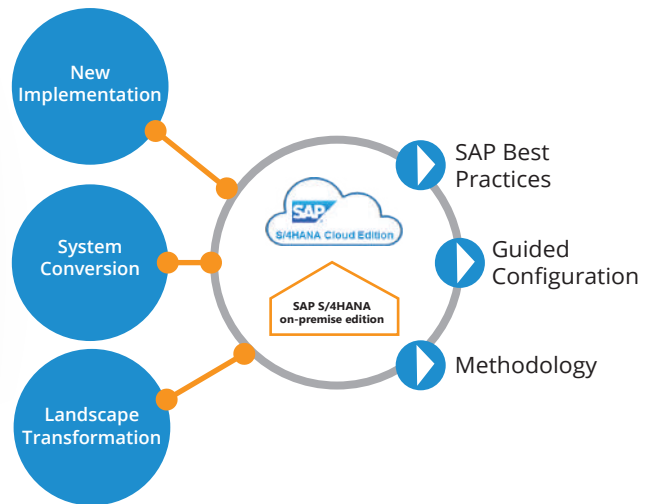 New
Implementation
System
Conversion
Landscape
Transformation
SAP
S/4HANA Cloud Edition
SAP S/4HANA
on-premise edition
SAP Best
Practices
Guided
Configuration
Methodology